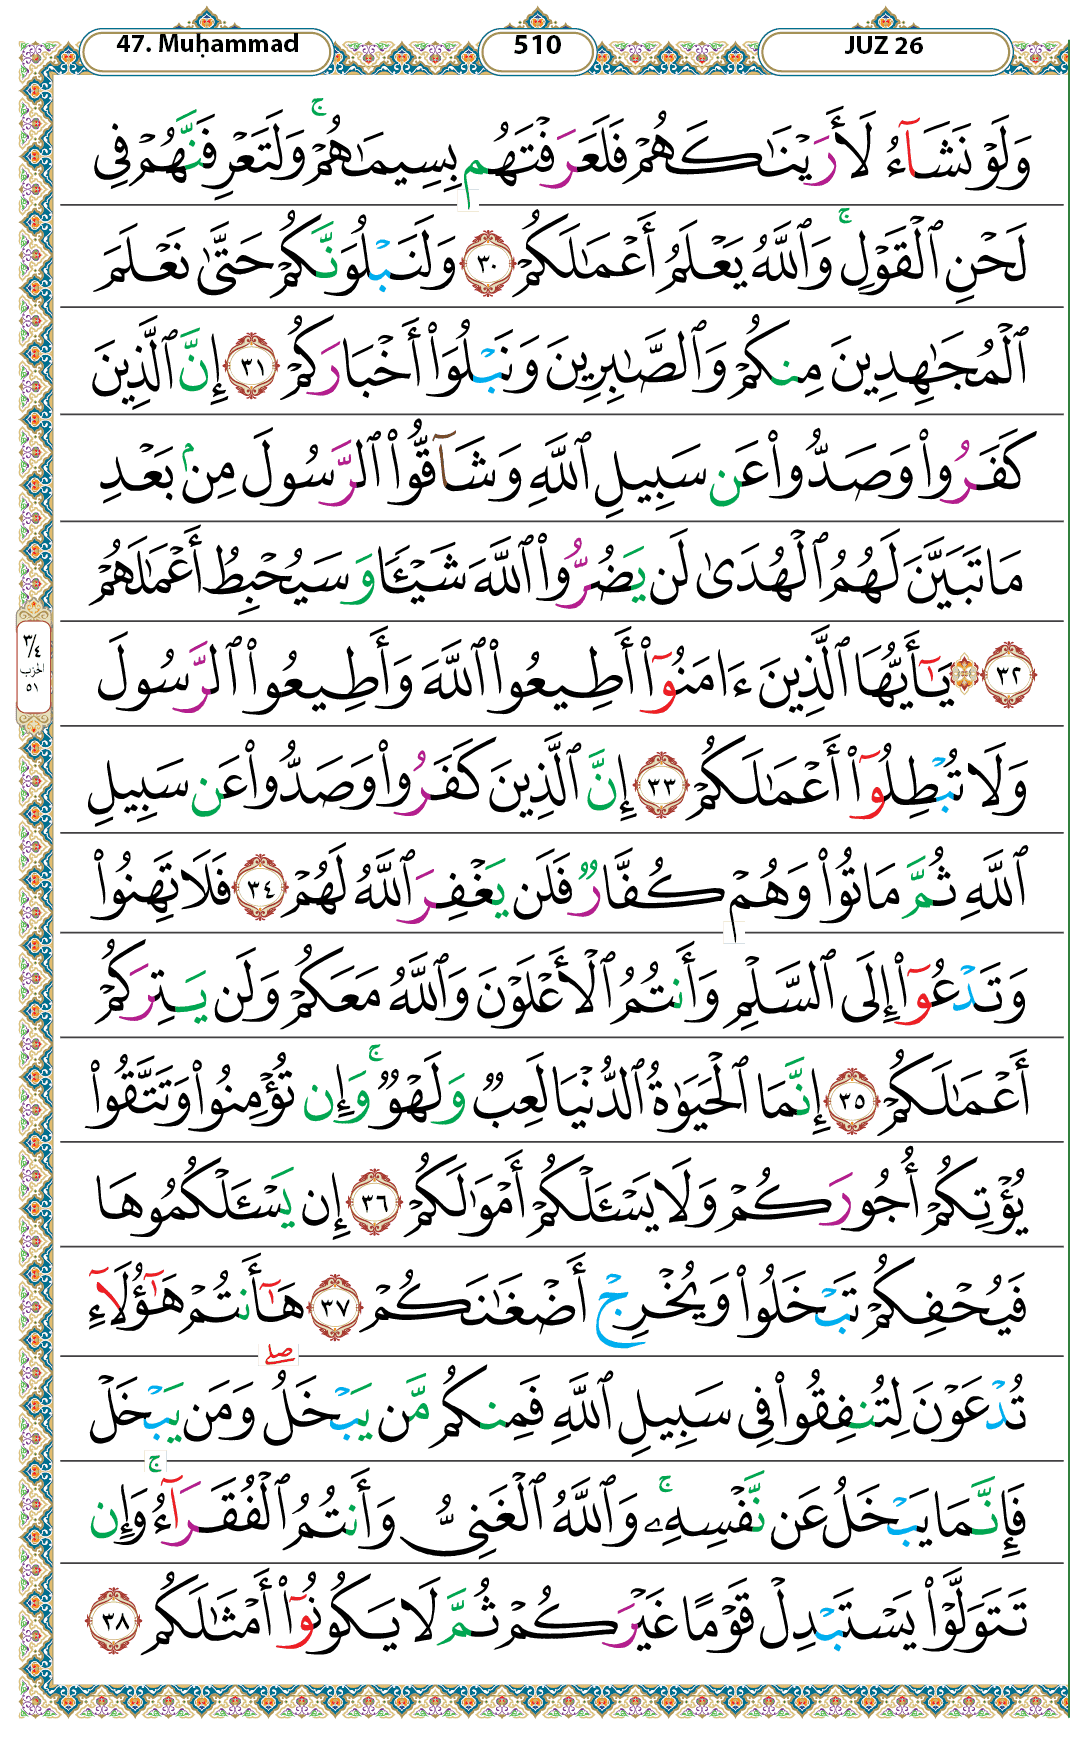 47. Muḥammad 510 JUZ 26
وَلَوْ نَشَآءُ لَأَرَيْنَٰكَهُمْ فَلَعَرَفْتَهُم بِسِيمَٰهُمْ ۚ وَلَتَعْرِفَنَّهُمْ فِى
لَحْنِ ٱلْقَوْلِ ۚ وَٱللَّهُ يَعْلَمُ أَعْمَٰلَكُمْ ٣٠ وَلَنَبْلُوَنَّكُمْ حَتَّىٰ نَعْلَمَ
ٱلْمُجَٰهِدِينَ مِنكُمْ وَٱلصَّٰبِرِينَ وَنَبْلُوَا۟ أَخْبَارَكُمْ ٣١ إِنَّ ٱلَّذِينَ
كَفَرُوا۟ وَصَدُّوا۟ عَن سَبِيلِ ٱللَّهِ وَشَآقُّوا۟ ٱلرَّسُولَ مِنۢ بَعْدِ
مَا تَبَيَّنَ لَهُمُ ٱلْهُدَىٰ لَن يَضُرُّوا۟ ٱللَّهَ شَيْـًٔا وَسَيُحْبِطُ أَعْمَٰلَهُمْ
٣٢ ۞ يَٰٓأَيُّهَا ٱلَّذِينَ ءَامَنُوٓا۟ أَطِيعُوا۟ ٱللَّهَ وَأَطِيعُوا۟ ٱلرَّسُولَ
وَلَا تُبْطِلُوٓا۟ أَعْمَٰلَكُمْ ٣٣ إِنَّ ٱلَّذِينَ كَفَرُوا۟ وَصَدُّوا۟ عَن سَبِيلِ
ٱللَّهِ ثُمَّ مَاتُوا۟ وَهُمْ كُفَّارٌ فَلَن يَغْفِرَ ٱللَّهُ لَهُمْ ٣٤ فَلَا تَهِنُوا۟
وَتَدْعُوٓا۟ إِلَى ٱلسَّلْمِ وَأَنتُمُ ٱلْأَعْلَوْنَ وَٱللَّهُ مَعَكُمْ وَلَن يَتِرَكُمْ
أَعْمَٰلَكُمْ ٣٥ إِنَّمَا ٱلْحَيَوٰةُ ٱلدُّنْيَا لَعِبٌ وَلَهْوٌ ۚ وَإِن تُؤْمِنُوا۟ وَتَتَّقُوا۟
يُؤْتِكُمْ أُجُورَكُمْ وَلَا يَسْـَٔلْكُمْ أَمْوَٰلَكُمْ ٣٦ إِن يَسْـَٔلْكُمُوهَا
فَيُحْفِكُمْ تَبْخَلُوا۟ وَيُخْرِجْ أَضْغَٰنَكُمْ ٣٧ هَٰٓأَنتُمْ هَٰٓؤُلَآءِ
تُدْعَوْنَ لِتُنفِقُوا۟ فِى سَبِيلِ ٱللَّهِ فَمِنكُم مَّن يَبْخَلُ ۖ وَمَن يَبْخَلْ
فَإِنَّمَا يَبْخَلُ عَن نَّفْسِهِۦ ۚ وَٱللَّهُ ٱلْغَنِىُّ وَأَنتُمُ ٱلْفُقَرَآءُ ۚ وَإِن
تَتَوَلَّوْا۟ يَسْتَبْدِلْ قَوْمًا غَيْرَكُمْ ثُمَّ لَا يَكُونُوٓا۟ أَمْثَٰلَكُم ٣٨
٣/٤
الحزب
٥١